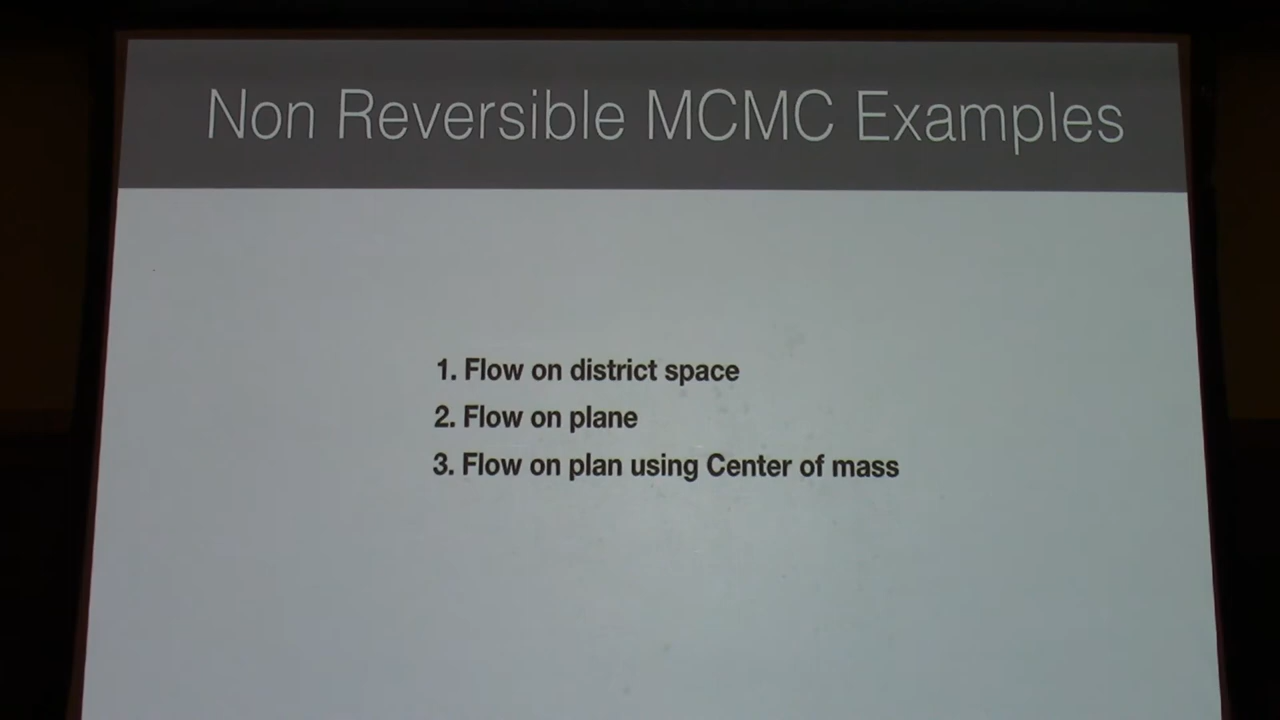 Non Reversible MCMC Examples
1. Flow on district space
2. Flow on plane
3. Flow on plan using Center of mass